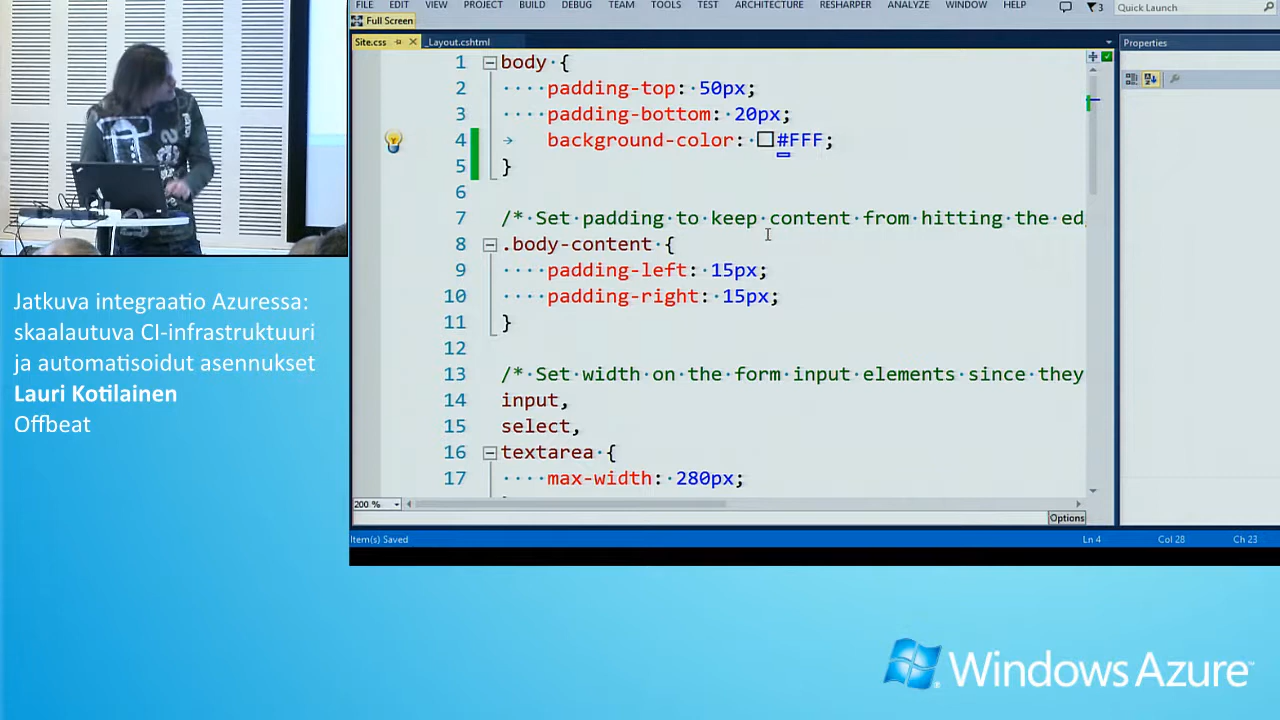 FILE EDIT VIEW PROJECT BUILD DEBUG TEAM TOOLS TEST ARCHITECTURE RESHARPER ANALYZE WINDOW HELP 3 Quick Launch
Full Screen
Site.css _Layout.cshtml
Properties
1 body {
2 padding-top: 50px;
3 padding-bottom: 20px;
4 background-color: #FFF;
5 }
6
7 /* Set padding to keep content from hitting the ed
8 .body-content {
9 padding-left: 15px;
10 padding-right: 15px;
11 }
12
13 /* Set width on the form input elements since they
14 input,
15 select,
16 textarea {
17 max-width: 280px;
200 %
Options
Item(s) Saved Ln 4 Col 28 Ch 23
Jatkuva integraatio Azuressa:
skaalautuva CI-infrastruktuuri
ja automatisoidut asennukset
Lauri Kotilainen
Offbeat
Windows Azure